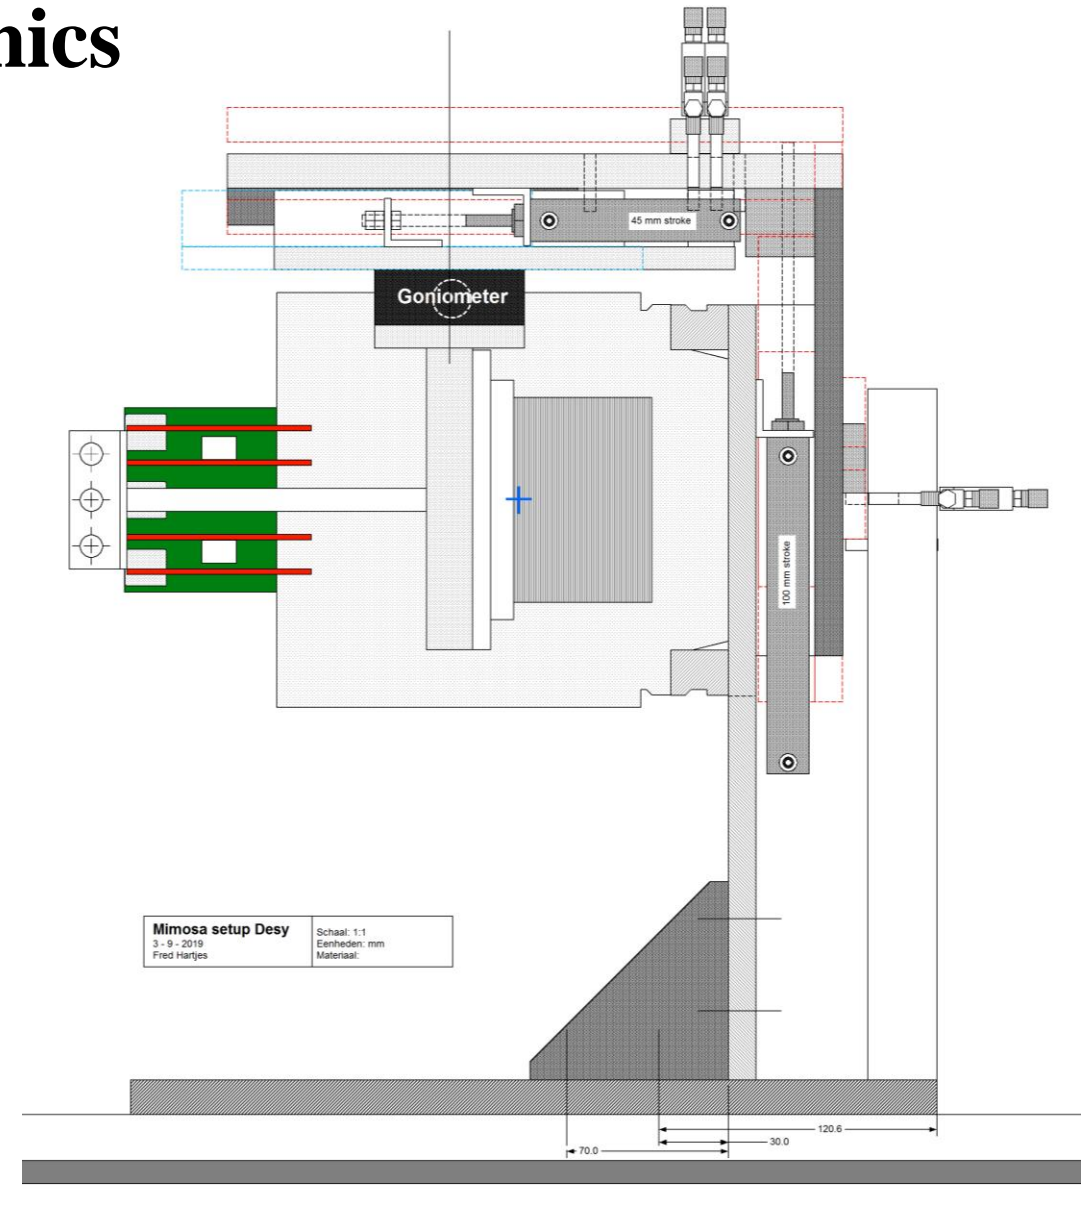 nics
45 mm stroke
Goniometer
100 mm stroke
Mimosa setup Desy
3 - 9 - 2019
Fred Hartjes
Schaal: 1:1
Eenheden: mm
Materiaal:
120.6
30.0
70.0